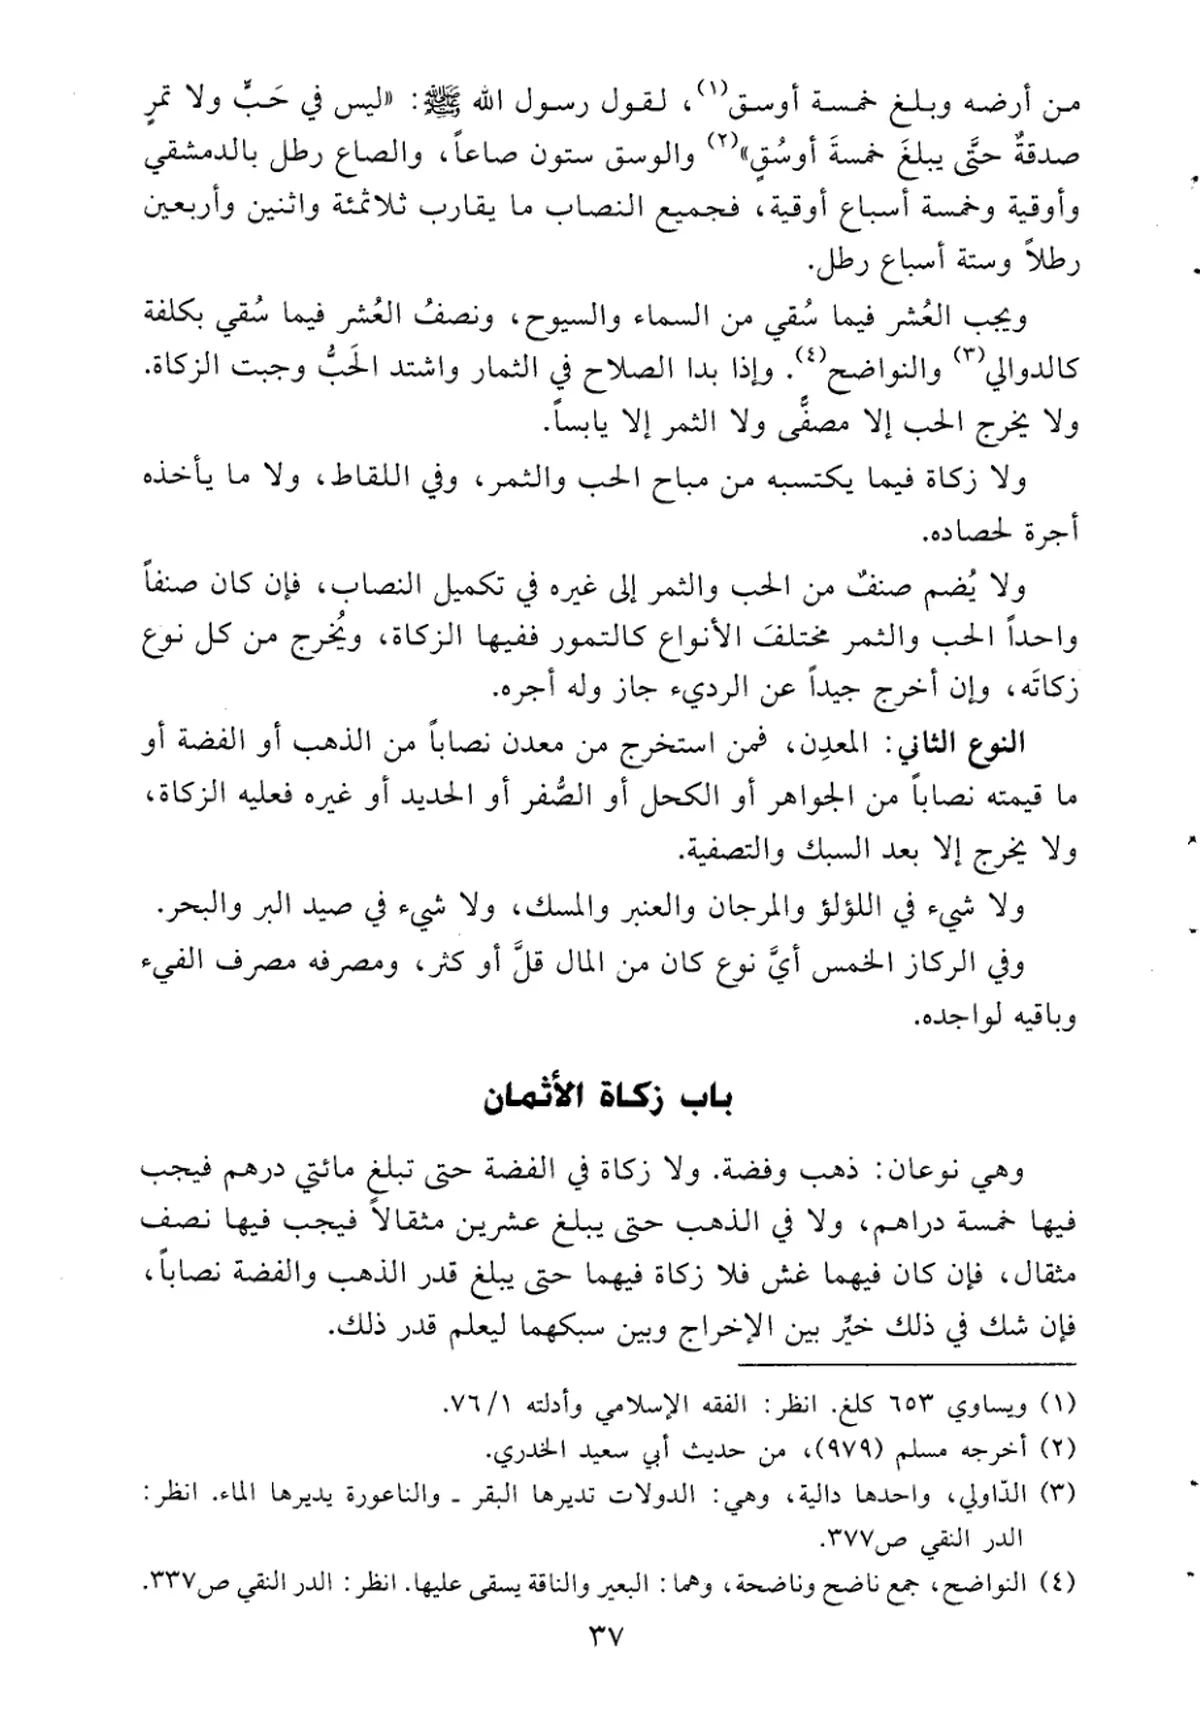 من أرضه وبلغ خمسة أوسق(١)، لقول رسول الله ﷺ: «ليس في حَبٍّ ولا تمرٍ
صدقةٌ حتَّى يبلغَ خمسةَ أوسُقٍ»(٢) والوسق ستون صاعاً، والصاع رطل بالدمشقي
وأوقية وخمسة أسباع أوقية، فجميع النصاب ما يقارب ثلاثمئة واثنين وأربعين
رطلاً وستة أسباع رطل.
ويجب العُشر فيما سُقي من السماء والسيوح، ونصفُ العُشر فيما سُقي بكلفة
كالدوالي(٣) والنواضح(٤). وإذا بدا الصلاح في الثمار واشتد الحَبُّ وجبت الزكاة.
ولا يخرج الحب إلا مصفًّى ولا الثمر إلا يابساً.
ولا زكاة فيما يكتسبه من مباح الحب والثمر، وفي اللقاط، ولا ما يأخذه
أجرة لحصاده.
ولا يُضم صنفٌ من الحب والثمر إلى غيره في تكميل النصاب، فإن كان صنفاً
واحداً الحب والثمر مختلفَ الأنواع كالتمور ففيها الزكاة، ويُخرج من كل نوع
زكاتَه، وإن أخرج جيداً عن الرديء جاز وله أجره.
النوع الثاني: المعدِن، فمن استخرج من معدن نصاباً من الذهب أو الفضة أو
ما قيمته نصاباً من الجواهر أو الكحل أو الصُّفر أو الحديد أو غيره فعليه الزكاة،
ولا يخرج إلا بعد السبك والتصفية.
ولا شيء في اللؤلؤ والمرجان والعنبر والمسك، ولا شيء في صيد البر والبحر.
وفي الركاز الخمس أيَّ نوع كان من المال قلَّ أو كثر، ومصرفه مصرف الفيء
وباقيه لواجده.
باب زكاة الأثمان
وهي نوعان: ذهب وفضة. ولا زكاة في الفضة حتى تبلغ مائتي درهم فيجب
فيها خمسة دراهم، ولا في الذهب حتى يبلغ عشرين مثقالاً فيجب فيها نصف
مثقال، فإن كان فيهما غش فلا زكاة فيهما حتى يبلغ قدر الذهب والفضة نصاباً،
فإن شك في ذلك خيِّر بين الإخراج وبين سبكهما ليعلم قدر ذلك.
(١) ويساوي ٦٥٣ كلغ. انظر: الفقه الإسلامي وأدلته ٧٦/١.
(٢) أخرجه مسلم (٩٧٩)، من حديث أبي سعيد الخدري.
(٣) الدَّاولي، واحدها دالية، وهي: الدولات تديرها البقر ـ والناعورة يديرها الماء. انظر:
الدر النقي ص٣٧٧.
(٤) النواضح، جمع ناضح وناضحة، وهما: البعير والناقة يسقى عليها. انظر: الدر النقي ص٣٣٧.
٣٧